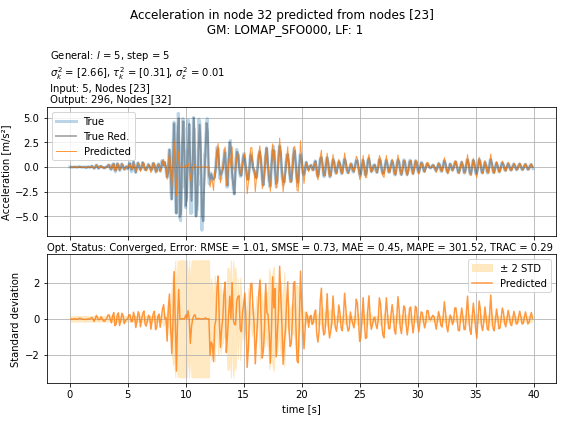 Acceleration in node 32 predicted from nodes [23]
GM: LOMAP_SFO000, LF: 1
General: l = 5, step = 5
σ²ₖ = [2.66], τ²ₖ = [0.31], σ²ε = 0.01
Input: 5, Nodes [23]
Output: 296, Nodes [32]
Acceleration [m/s²]
5.0
2.5
0.0
−2.5
−5.0
True
True Red.
Predicted
Opt. Status: Converged, Error: RMSE = 1.01, SMSE = 0.73, MAE = 0.45, MAPE = 301.52, TRAC = 0.29
Standard deviation
2
0
−2
± 2 STD
Predicted
0 5 10 15 20 25 30 35 40
time [s]